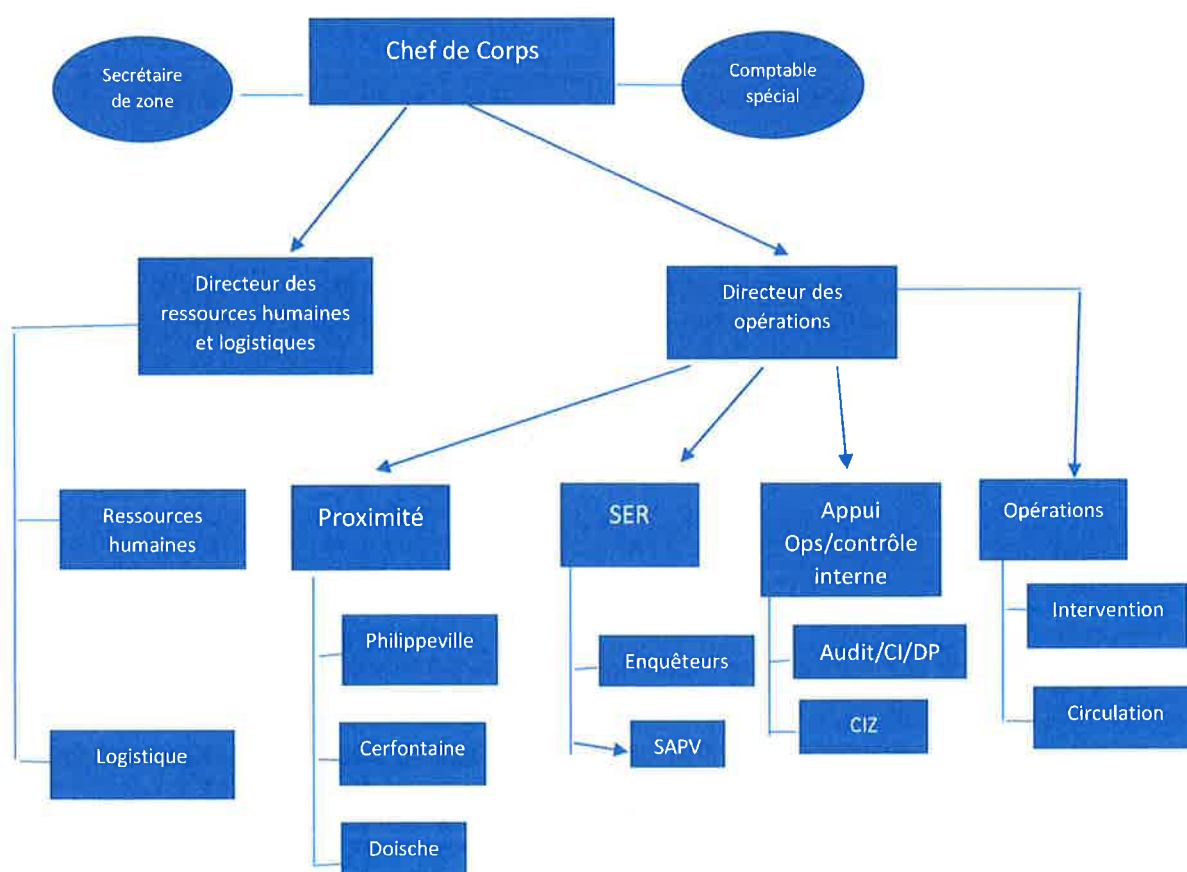 Chef de Corps
Secrétaire
de zone
Comptable
spécial
Directeur des
ressources humaines
et logistiques
Directeur des
opérations
Ressources
humaines
Proximité
SER
Appui
Ops/contrôle
interne
Opérations
Intervention
Philippeville
Enquêteurs
Audit/CI/DP
Circulation
CIZ
Logistique
Cerfontaine
SAPV
Doische